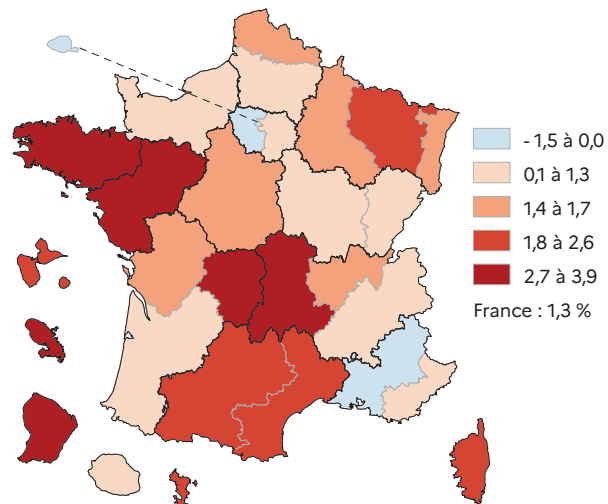 - 1,5 à 0,0
0,1 à 1,3
1,4 à 1,7
1,8 à 2,6
2,7 à 3,9
France : 1,3 %